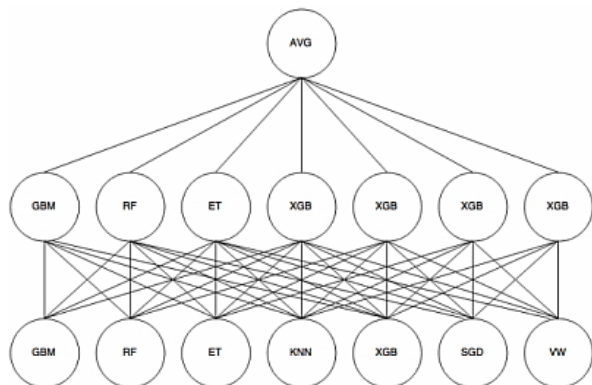 AVG
GBM RF ET XGB XGB XGB XGB
GBM RF ET KNN XGB SGD VW